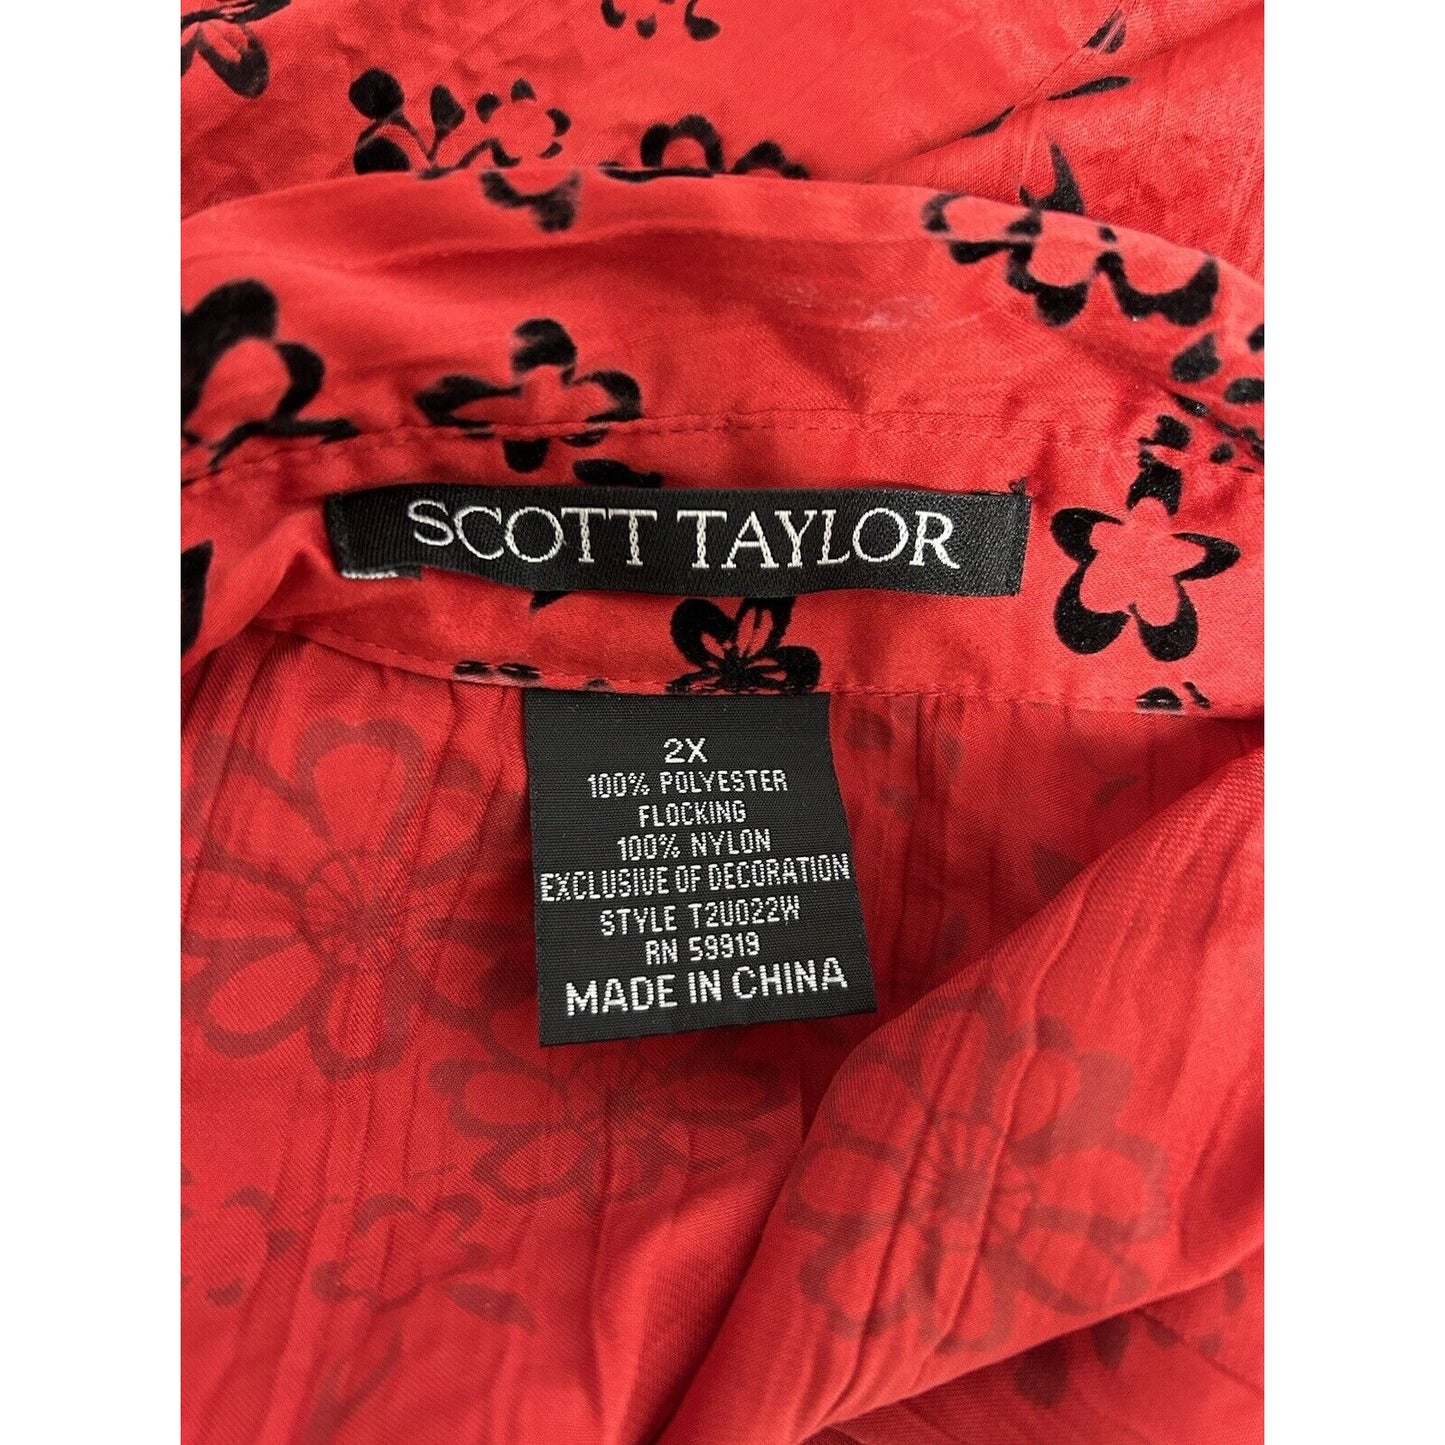 SCOTT TAYLOR
2X
100% POLYESTER
FLOCKING
100% NYLON
EXCLUSIVE OF DECORATION
STYLE T2U022W
RN 59919
MADE IN CHINA